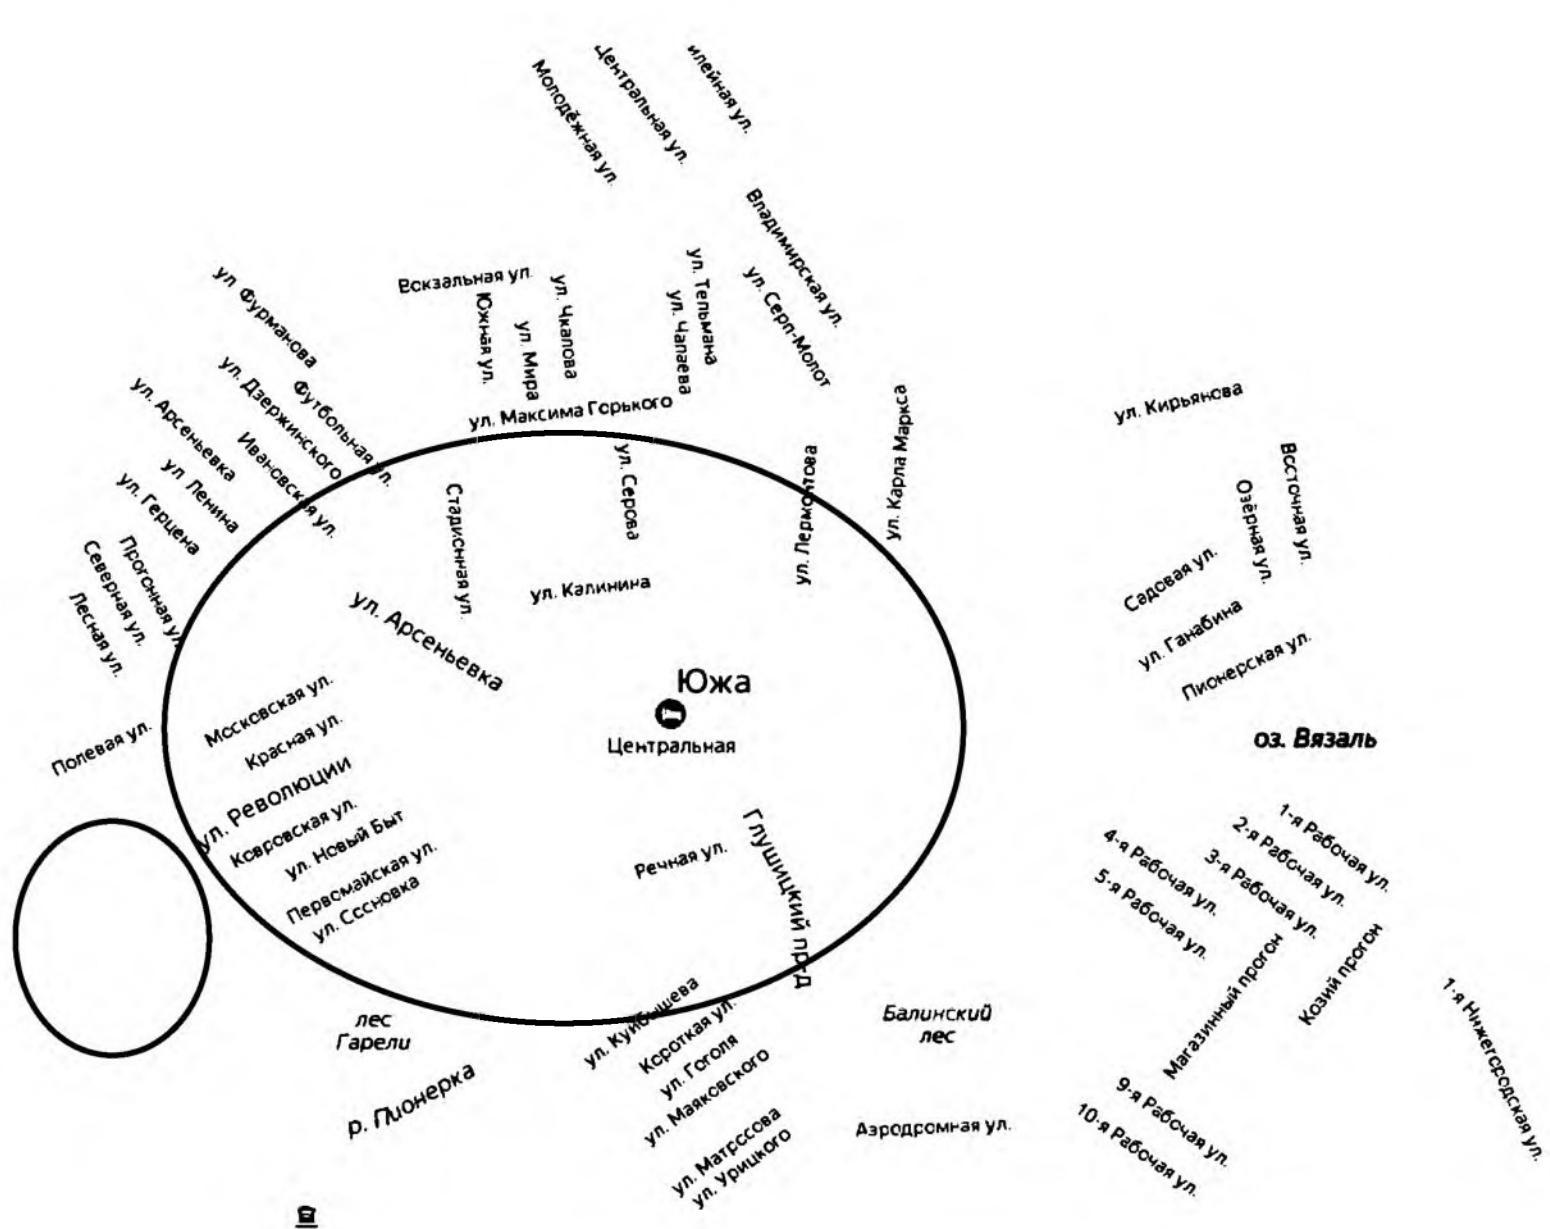 илейная ул.
Центральная ул.
Молодёжная ул.
Владимирская ул.
ул. Тельмана
ул. Серп-Молот
ул. Фурманова
Вокзальная ул.
ул. Чкалова
Южная ул.
ул. Мира
ул. Чапаева
ул. Дзержинского
Футбольная ул.
ул. Арсеньевка
ул. Максима Горького
ул. Карла Маркса
ул. Кирьянова
Ивановская ул.
ул. Ленина
ул. Герцена
Стадионная ул.
ул. Серова
ул. Лермонтова
Восточная ул.
Озёрная ул.
Прогонная ул.
Северная ул.
Лесная ул.
ул. Арсеньевка
ул. Калинина
Садовая ул.
ул. Ганабина
Пионерская ул.
Южа
Центральная
Московская ул.
Красная ул.
Полевая ул.
оз. Вязаль
ул. Революции
Ковровская ул.
ул. Новый Быт
Первомайская ул.
ул. Сосновка
Речная ул.
Глушицкий пр-д
1-я Рабочая ул.
2-я Рабочая ул.
3-я Рабочая ул.
4-я Рабочая ул.
5-я Рабочая ул.
Магазинный прогон
Козий прогон
1-я Нижегородская ул.
лес
Гарели
Балинский
лес
р. Пионерка
ул. Куйбышева
Короткая ул.
ул. Гоголя
ул. Маяковского
ул. Матросова
ул. Урицкого
Аэродромная ул.
9-я Рабочая ул.
10-я Рабочая ул.